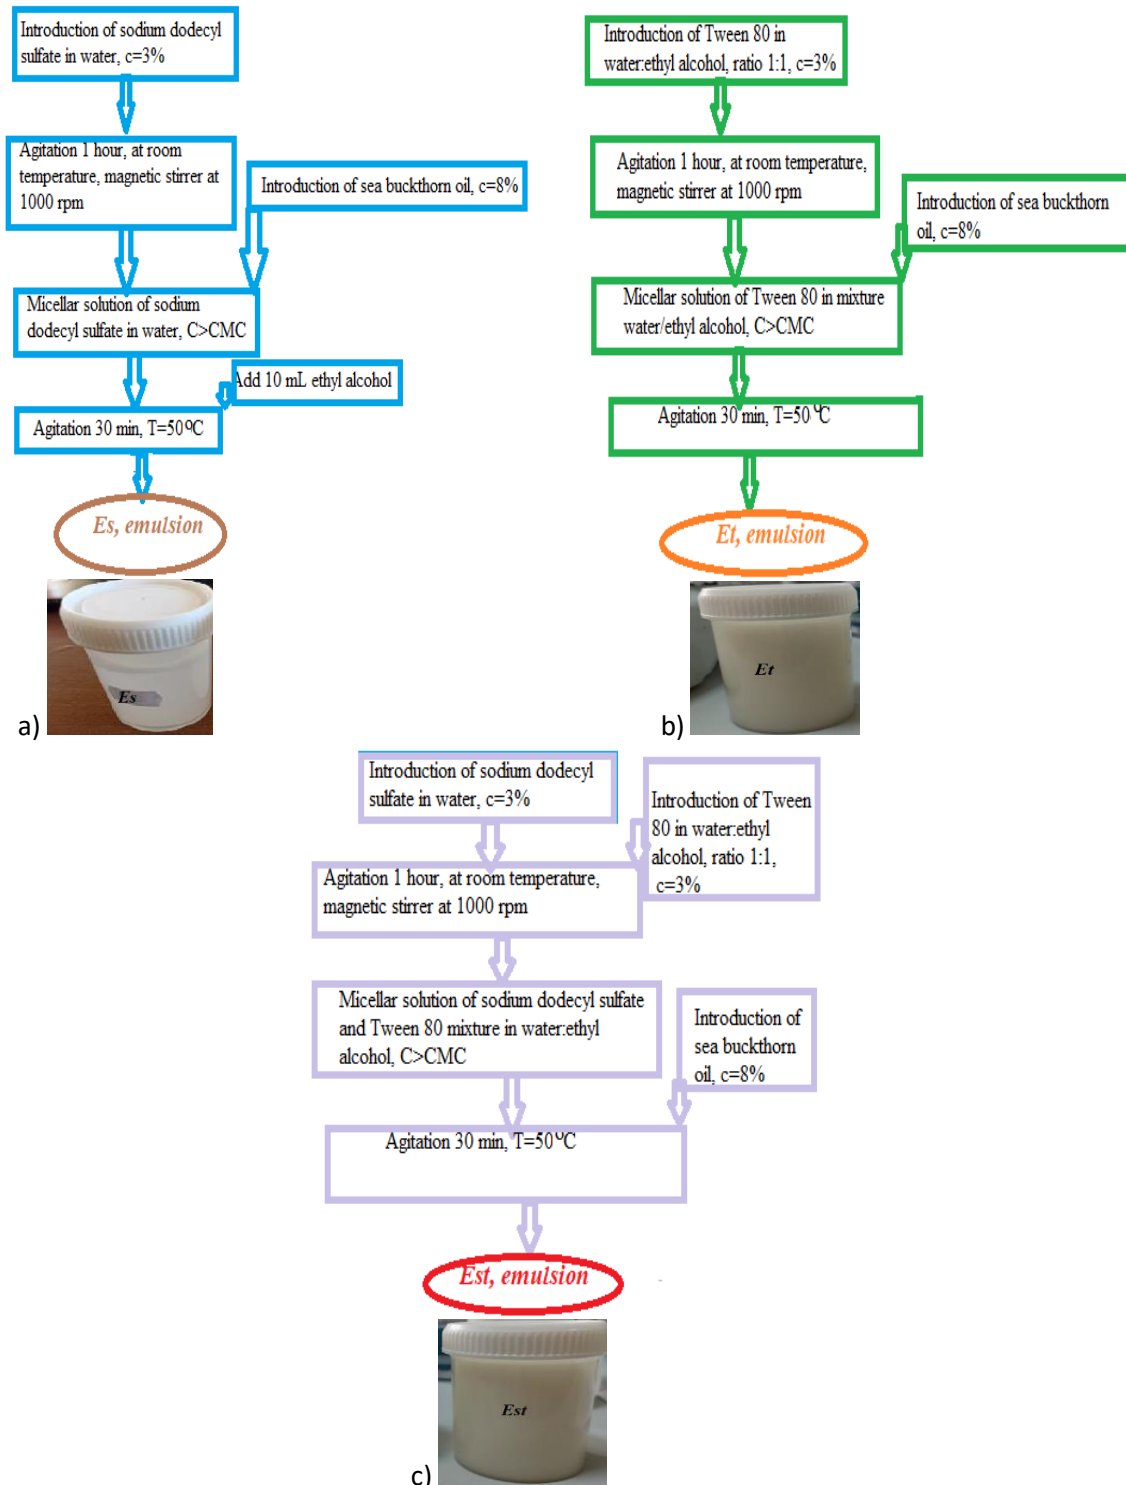 Introduction of sodium dodecyl
sulfate in water, c=3%
Agitation 1 hour, at room
temperature, magnetic stirrer at
1000 rpm
Introduction of sea buckthorn oil, c=8%
Micellar solution of sodium
dodecyl sulfate in water, C>CMC
Add 10 mL ethyl alcohol
Agitation 30 min, T=50⁰C
Es, emulsion
Es
a)
Introduction of Tween 80 in
water:ethyl alcohol, ratio 1:1, c=3%
Agitation 1 hour, at room temperature,
magnetic stirrer at 1000 rpm
Introduction of sea buckthorn
oil, c=8%
Micellar solution of Tween 80 in mixture
water/ethyl alcohol, C>CMC
Agitation 30 min, T=50⁰C
Et, emulsion
Et
b)
Introduction of sodium dodecyl
sulfate in water, c=3%
Introduction of Tween
80 in water:ethyl
alcohol, ratio 1:1,
c=3%
Agitation 1 hour, at room temperature,
magnetic stirrer at 1000 rpm
Micellar solution of sodium dodecyl sulfate
and Tween 80 mixture in water:ethyl
alcohol, C>CMC
Introduction of
sea buckthorn
oil, c=8%
Agitation 30 min, T=50⁰C
Est, emulsion
Est
c)